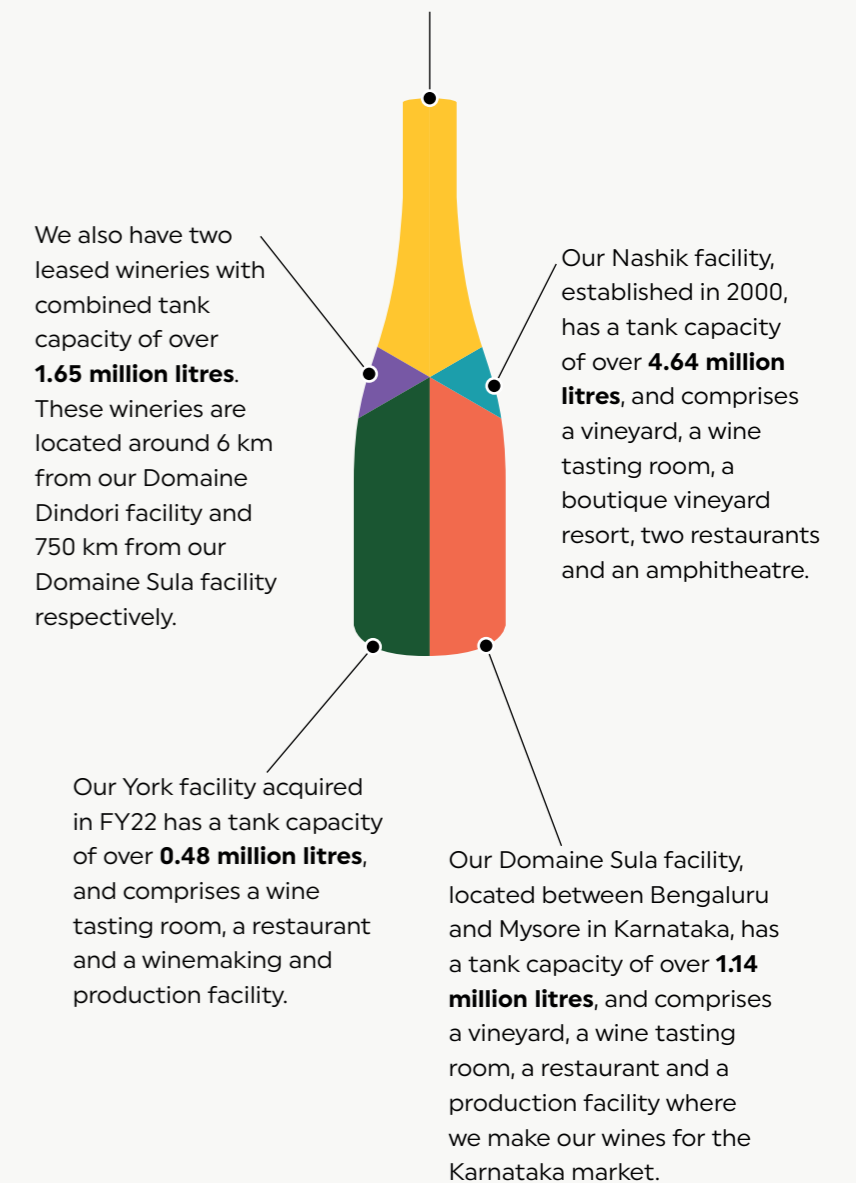 We also have two
leased wineries with
combined tank
capacity of over
1.65 million litres.
These wineries are
located around 6 km
from our Domaine
Dindori facility and
750 km from our
Domaine Sula facility
respectively.
Our Nashik facility,
established in 2000,
has a tank capacity
of over 4.64 million
litres, and comprises
a vineyard, a wine
tasting room, a
boutique vineyard
resort, two restaurants
and an amphitheatre.
Our York facility acquired
in FY22 has a tank capacity
of over 0.48 million litres,
and comprises a wine
tasting room, a restaurant
and a winemaking and
production facility.
Our Domaine Sula facility,
located between Bengaluru
and Mysore in Karnataka, has
a tank capacity of over 1.14
million litres, and comprises
a vineyard, a wine tasting
room, a restaurant and a
production facility where
we make our wines for the
Karnataka market.